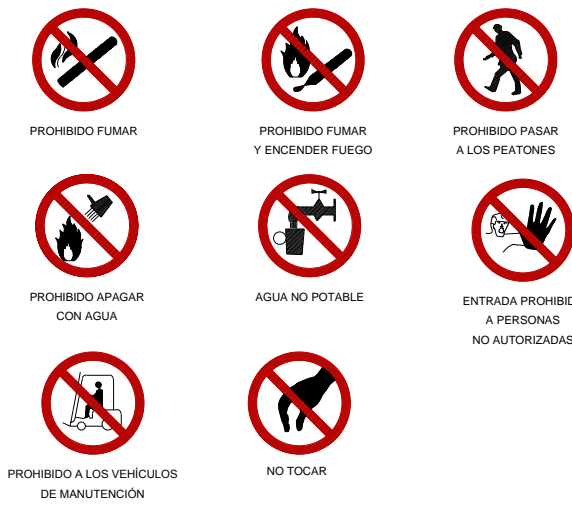 PROHIBIDO FUMAR
PROHIBIDO FUMAR
Y ENCENDER FUEGO
PROHIBIDO PASAR
A LOS PEATONES
PROHIBIDO APAGAR
CON AGUA
AGUA NO POTABLE
ENTRADA PROHIBID
A PERSONAS
NO AUTORIZADAS
PROHIBIDO A LOS VEHÍCULOS
DE MANUTENCIÓN
NO TOCAR